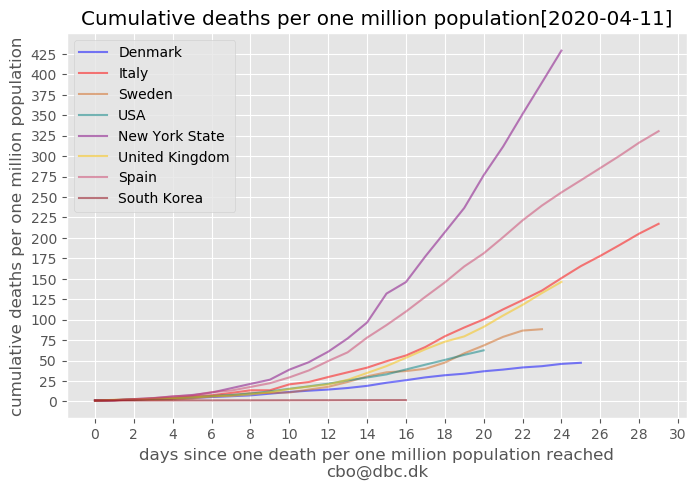 Cumulative deaths per one million population[2020-04-11]
cumulative deaths per one million population
425
400
375
350
325
300
275
250
225
200
175
150
125
100
75
50
25
0
Denmark
Italy
Sweden
USA
New York State
United Kingdom
Spain
South Korea
0 2 4 6 8 10 12 14 16 18 20 22 24 26 28 30
days since one death per one million population reached
cbo@dbc.dk